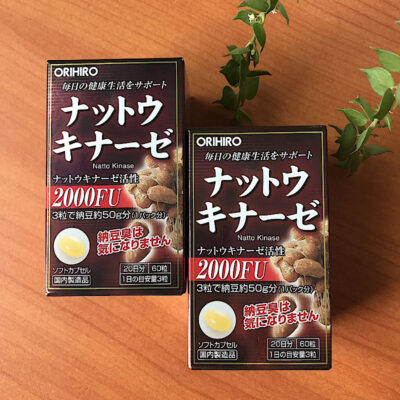 ORIHIRO
毎日の健康生活をサポート
ナットウ
キナーゼ
Natto Kinase
ナットウキナーゼ活性
2000FU
3粒で納豆約50g分(1パック分)
納豆臭は
気になりません
ソフトカプセル
国内製造品
20日分 60粒
1日の目安量3粒
ORIHIRO
毎日の健康生活をサポート
ナットウ
キナーゼ
Natto Kinase
ナットウキナーゼ活性
2000FU
3粒で納豆約50g分(1パック分)
納豆臭は
気になりません
ソフトカプセル
国内製造品
20日分 60粒
1日の目安量3粒